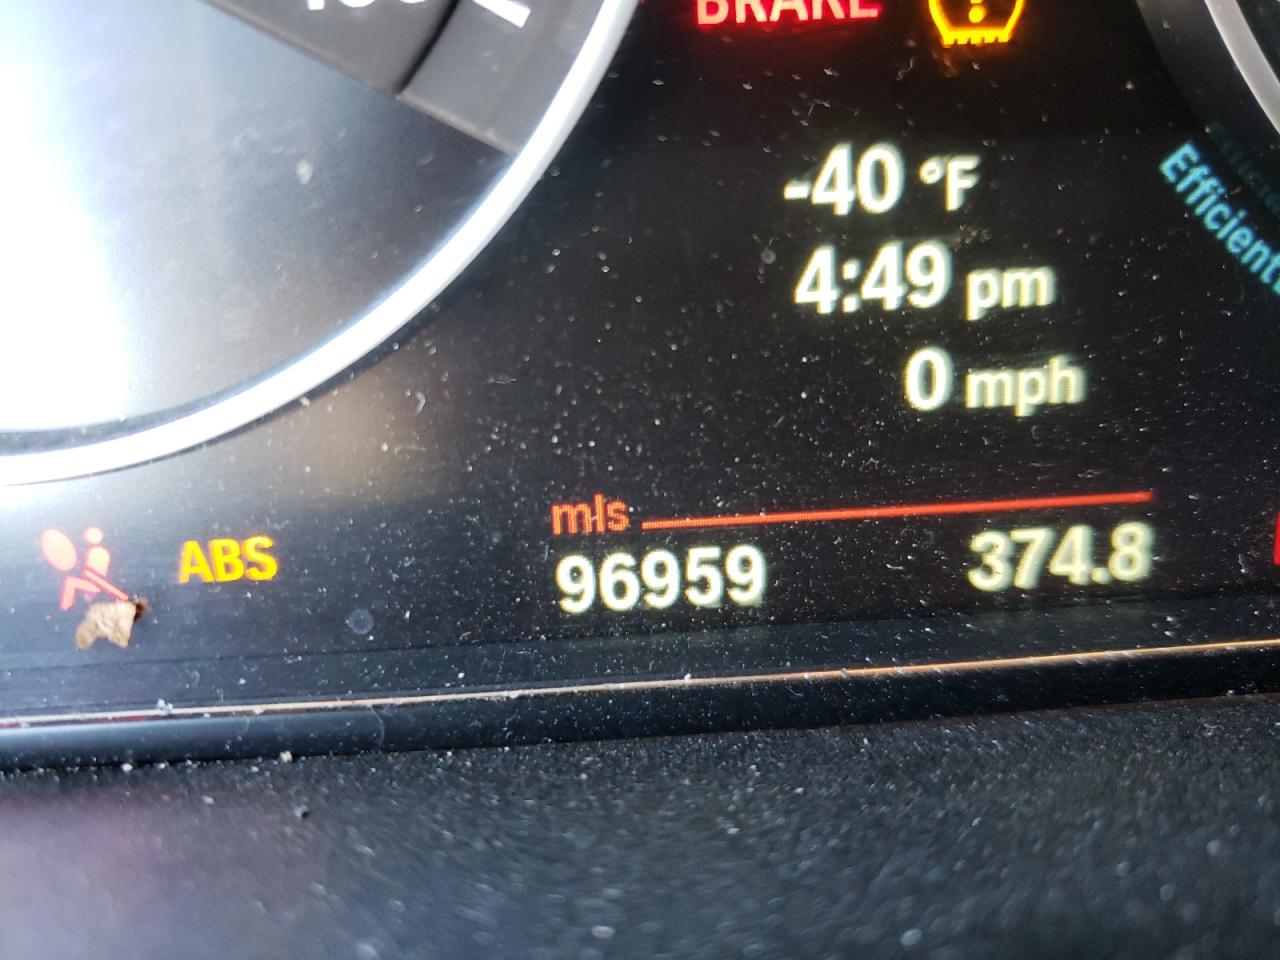 BRAKE
-40 °F
4:49 pm
0 mph
Efficient
mls
96959 374.8
ABS